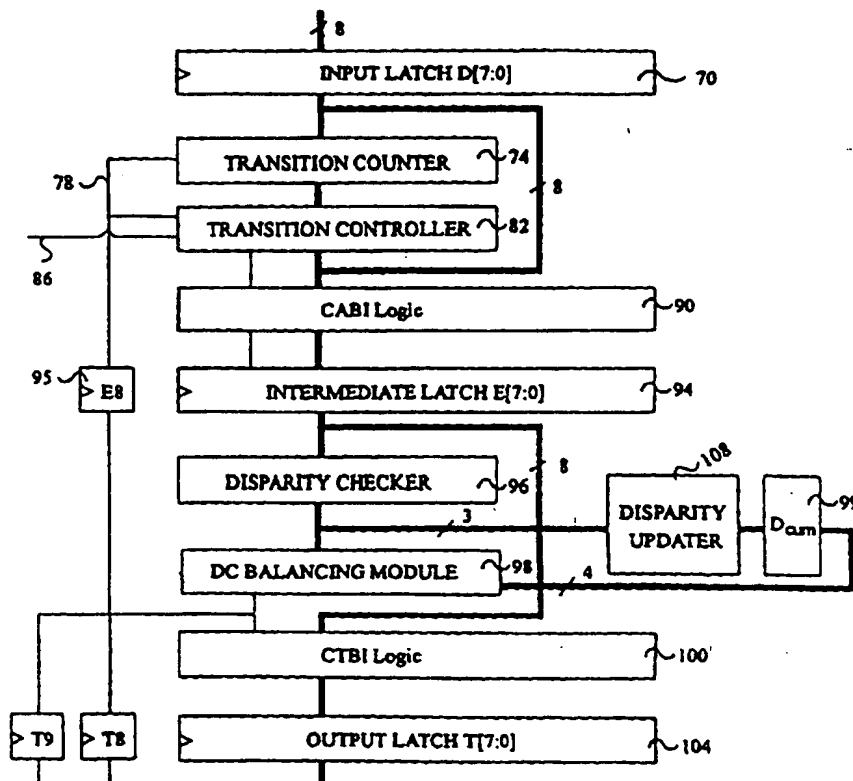 8
INPUT LATCH D[7:0]
70
TRANSITION COUNTER
74
78
8
TRANSITION CONTROLLER
82
86
CABI Logic
90
95
E8
INTERMEDIATE LATCH E[7:0]
94
DISPARITY CHECKER
96
8
108
DISPARITY
UPDATER
99
Dcum
3
DC BALANCING MODULE
98
4
CTBI Logic
100
T9
T8
OUTPUT LATCH T[7:0]
104